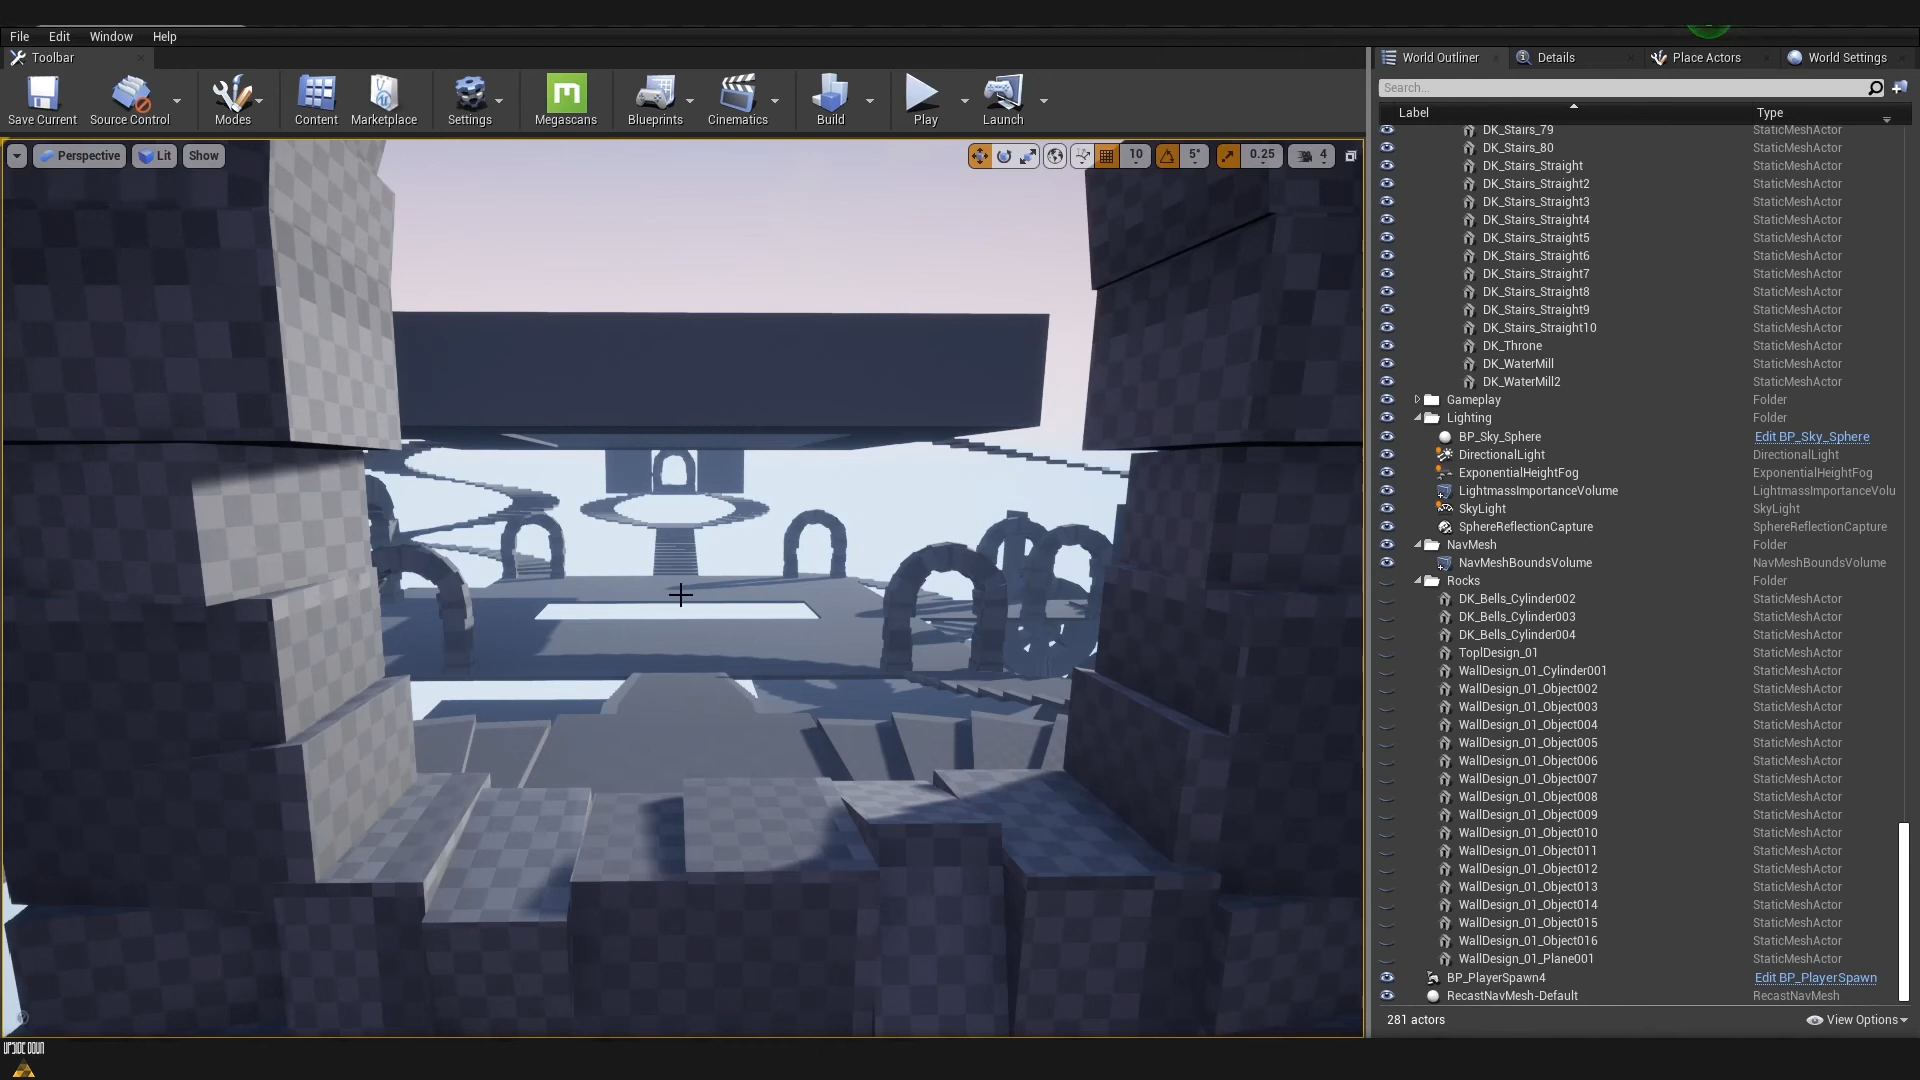 File Edit Window Help
Toolbar
World Outliner Details Place Actors World Settings
Save Current Source Control Modes Content Marketplace Settings Megascans Blueprints Cinematics Build Play Launch
Search...
Label Type
Perspective Lit Show 10 5° 0.25 4
DK_Stairs_79 StaticMeshActor
DK_Stairs_80 StaticMeshActor
DK_Stairs_Straight StaticMeshActor
DK_Stairs_Straight2 StaticMeshActor
DK_Stairs_Straight3 StaticMeshActor
DK_Stairs_Straight4 StaticMeshActor
DK_Stairs_Straight5 StaticMeshActor
DK_Stairs_Straight6 StaticMeshActor
DK_Stairs_Straight7 StaticMeshActor
DK_Stairs_Straight8 StaticMeshActor
DK_Stairs_Straight9 StaticMeshActor
DK_Stairs_Straight10 StaticMeshActor
DK_Throne StaticMeshActor
DK_WaterMill StaticMeshActor
DK_WaterMill2 StaticMeshActor
Gameplay Folder
Lighting Folder
BP_Sky_Sphere Edit BP_Sky_Sphere
DirectionalLight DirectionalLight
ExponentialHeightFog ExponentialHeightFog
LightmassImportanceVolume LightmassImportanceVolu
SkyLight SkyLight
SphereReflectionCapture SphereReflectionCapture
NavMesh Folder
NavMeshBoundsVolume NavMeshBoundsVolume
Rocks Folder
DK_Bells_Cylinder002 StaticMeshActor
DK_Bells_Cylinder003 StaticMeshActor
DK_Bells_Cylinder004 StaticMeshActor
ToplDesign_01 StaticMeshActor
WallDesign_01_Cylinder001 StaticMeshActor
WallDesign_01_Object002 StaticMeshActor
WallDesign_01_Object003 StaticMeshActor
WallDesign_01_Object004 StaticMeshActor
WallDesign_01_Object005 StaticMeshActor
WallDesign_01_Object006 StaticMeshActor
WallDesign_01_Object007 StaticMeshActor
WallDesign_01_Object008 StaticMeshActor
WallDesign_01_Object009 StaticMeshActor
WallDesign_01_Object010 StaticMeshActor
WallDesign_01_Object011 StaticMeshActor
WallDesign_01_Object012 StaticMeshActor
WallDesign_01_Object013 StaticMeshActor
WallDesign_01_Object014 StaticMeshActor
WallDesign_01_Object015 StaticMeshActor
WallDesign_01_Object016 StaticMeshActor
WallDesign_01_Plane001 StaticMeshActor
BP_PlayerSpawn4 Edit BP_PlayerSpawn
RecastNavMesh-Default RecastNavMesh
281 actors View Options
UPSIDE DOWN